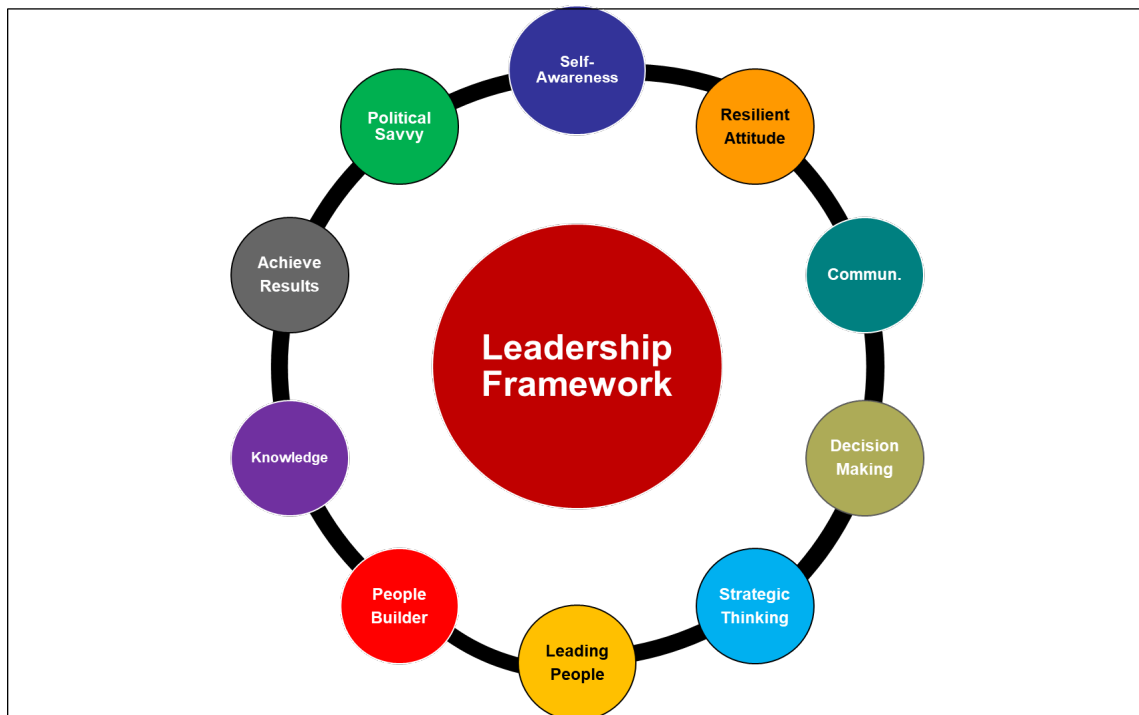 Self-
Awareness
Resilient
Attitude
Commun.
Decision
Making
Strategic
Thinking
Leading
People
People
Builder
Knowledge
Achieve
Results
Political
Savvy
Leadership
Framework